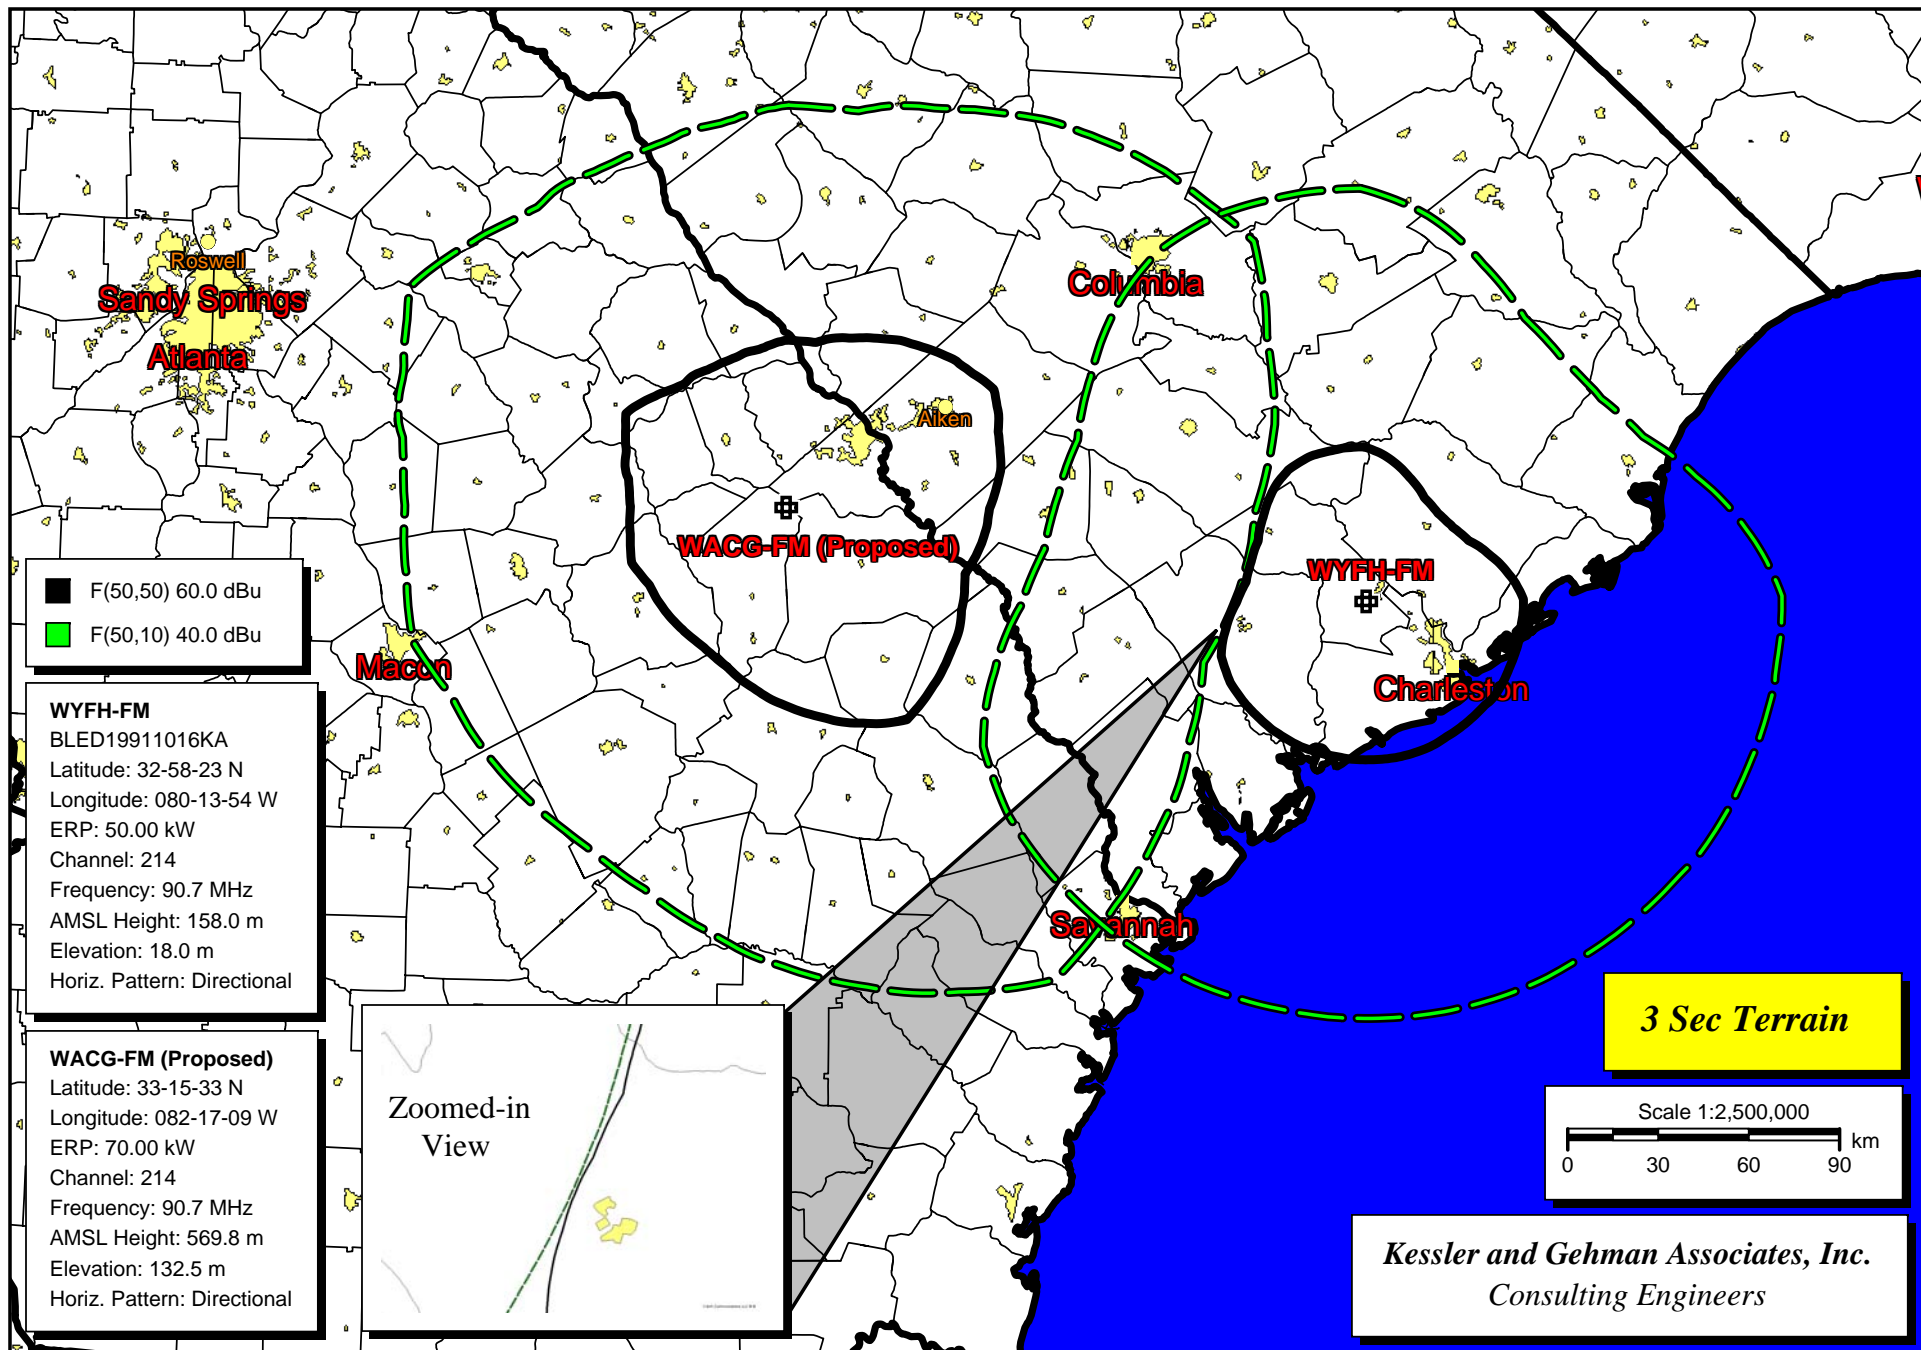 Roswell
Sandy Springs
Atlanta
Columbia
Aiken
WACG-FM (Proposed)
WYFH-FM
Macon
Charleston
Savannah
F(50,50) 60.0 dBu
F(50,10) 40.0 dBu
WYFH-FM
BLED19911016KA
Latitude: 32-58-23 N
Longitude: 080-13-54 W
ERP: 50.00 kW
Channel: 214
Frequency: 90.7 MHz
AMSL Height: 158.0 m
Elevation: 18.0 m
Horiz. Pattern: Directional
WACG-FM (Proposed)
Latitude: 33-15-33 N
Longitude: 082-17-09 W
ERP: 70.00 kW
Channel: 214
Frequency: 90.7 MHz
AMSL Height: 569.8 m
Elevation: 132.5 m
Horiz. Pattern: Directional
Zoomed-in
View
3 Sec Terrain
Scale 1:2,500,000
km
0 30 60 90
Kessler and Gehman Associates, Inc.
Consulting Engineers